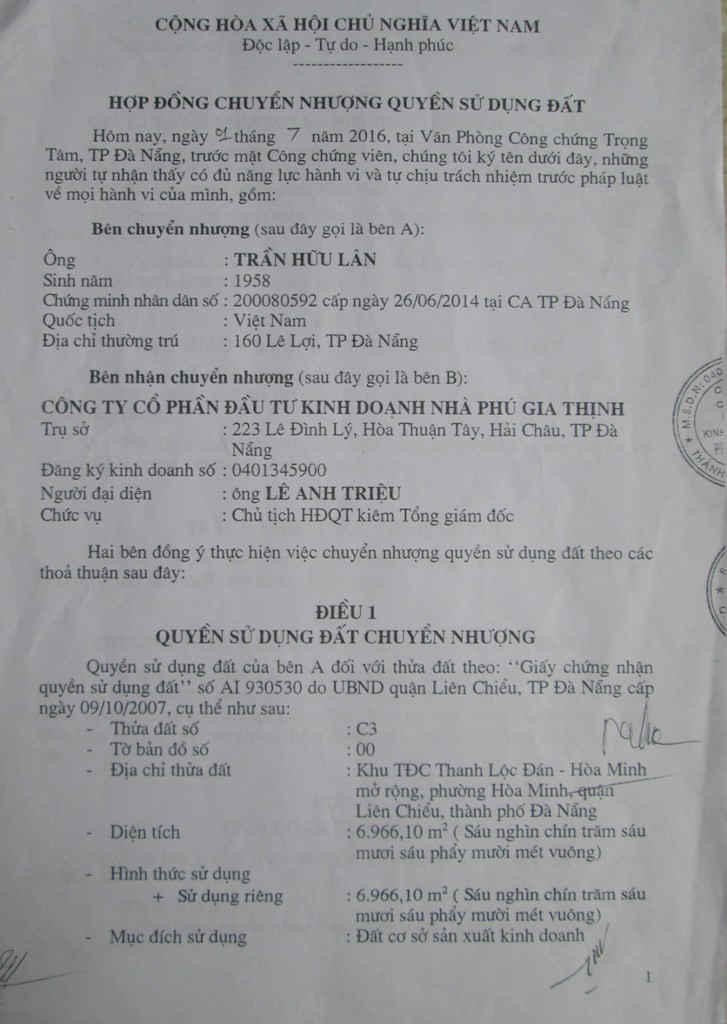 CỘNG HÒA XÃ HỘI CHỦ NGHĨA VIỆT NAM
Độc lập - Tự do - Hạnh phúc
------------------
HỢP ĐỒNG CHUYỂN NHƯỢNG QUYỀN SỬ DỤNG ĐẤT
Hôm nay, ngày tháng 7 năm 2016, tại Văn Phòng Công chứng Trọng
Tâm, TP Đà Nẵng, trước mặt Công chứng viên, chúng tôi ký tên dưới đây, những
người tự nhận thấy có đủ năng lực hành vi và tự chịu trách nhiệm trước pháp luật
về mọi hành vi của mình, gồm:
Bên chuyển nhượng (sau đây gọi là bên A):
Ông : TRẦN HỮU LÂN
Sinh năm : 1958
Chứng minh nhân dân số : 200080592 cấp ngày 26/06/2014 tại CA TP Đà Nẵng
Quốc tịch : Việt Nam
Địa chỉ thường trú : 160 Lê Lợi, TP Đà Nẵng
Bên nhận chuyển nhượng (sau đây gọi là bên B):
CÔNG TY CỔ PHẦN ĐẦU TƯ KINH DOANH NHÀ PHÚ GIA THỊNH
Trụ sở : 223 Lê Đình Lý, Hòa Thuận Tây, Hải Châu, TP Đà
Nẵng
Đăng ký kinh doanh số : 0401345900
Người đại diện : ông LÊ ANH TRIỆU
Chức vụ : Chủ tịch HĐQT kiêm Tổng giám đốc
Hai bên đồng ý thực hiện việc chuyển nhượng quyền sử dụng đất theo các
thoả thuận sau đây:
ĐIỀU 1
QUYỀN SỬ DỤNG ĐẤT CHUYỂN NHƯỢNG
Quyền sử dụng đất của bên A đối với thửa đất theo: ‘‘Giấy chứng nhận
quyền sử dụng đất’’ số AI 930530 do UBND quận Liên Chiểu, TP Đà Nẵng cấp
ngày 09/10/2007, cụ thể như sau:
- Thửa đất số : C3
- Tờ bản đồ số : 00
- Địa chỉ thửa đất : Khu TĐC Thanh Lộc Đán - Hòa Minh
mở rộng, phường Hòa Minh, quận
Liên Chiểu, thành phố Đà Nẵng
- Diện tích : 6.966,10 m² ( Sáu nghìn chín trăm sáu
mươi sáu phẩy mười mét vuông)
- Hình thức sử dụng
+ Sử dụng riêng : 6.966,10 m² ( Sáu nghìn chín trăm sáu
mươi sáu phẩy mười mét vuông)
- Mục đích sử dụng : Đất cơ sở sản xuất kinh doanh
1
★ M.S.D.N: 040
KINH
THÀNH